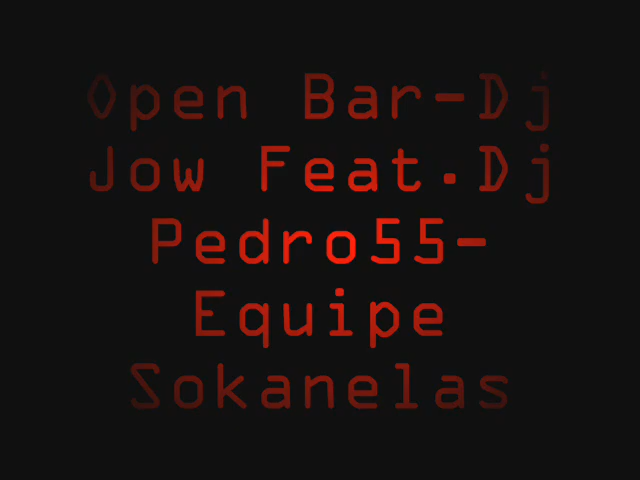 Open Bar-Dj
Jow Feat.Dj
Pedro55-
Equipe
Sokanelas